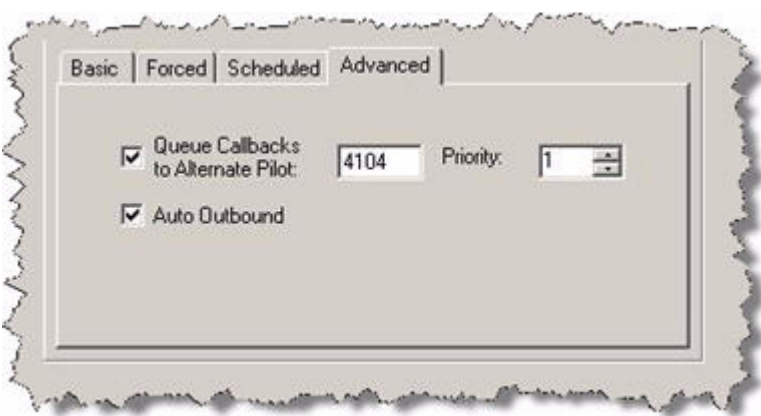 Basic Forced Scheduled Advanced
Queue Callbacks
to Alternate Pilot: 4104 Priority: 1
Auto Outbound